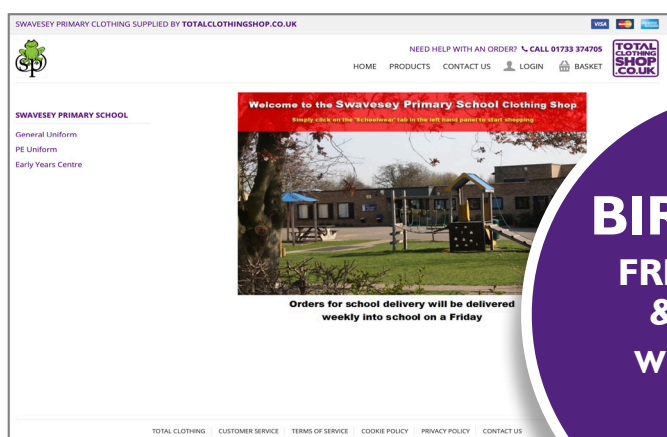 SWAVESEY PRIMARY CLOTHING SUPPLIED BY TOTALCLOTHINGSHOP.CO.UK
VISA
NEED HELP WITH AN ORDER? CALL 01733 374705
sp
HOME PRODUCTS CONTACT US LOGIN BASKET
TOTAL
CLOTHING
SHOP
.CO.UK
SWAVESEY PRIMARY SCHOOL
General Uniform
PE Uniform
Early Years Centre
Welcome to the Swavesey Primary School Clothing Shop
Simply click on the 'Schoolwear' tab in the left hand panel to start shopping
Orders for school delivery will be delivered
weekly into school on a Friday
BIR
FRI
&
W
TOTAL CLOTHING CUSTOMER SERVICE TERMS OF SERVICE COOKIE POLICY PRIVACY POLICY CONTACT US